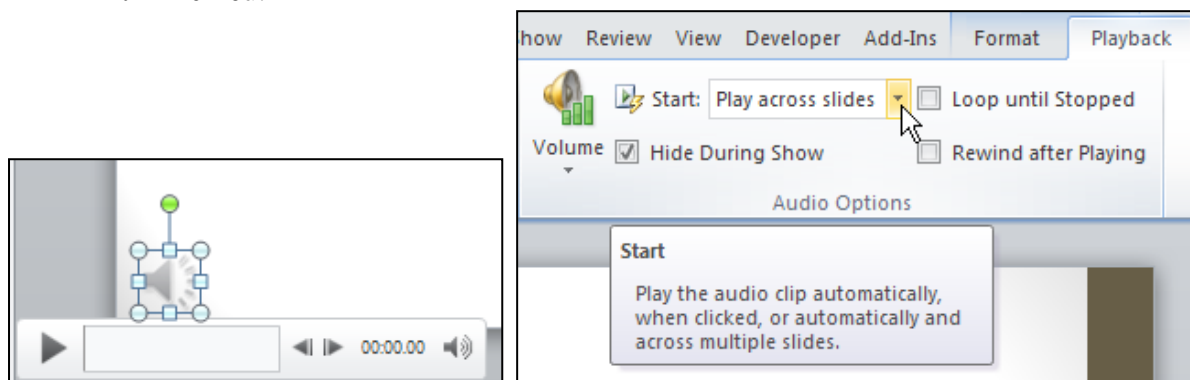 how Review View Developer Add-Ins Format Playback
Start: Play across slides Loop until Stopped
Volume Hide During Show Rewind after Playing
Audio Options
Start
Play the audio clip automatically,
when clicked, or automatically and
across multiple slides.
00:00.00